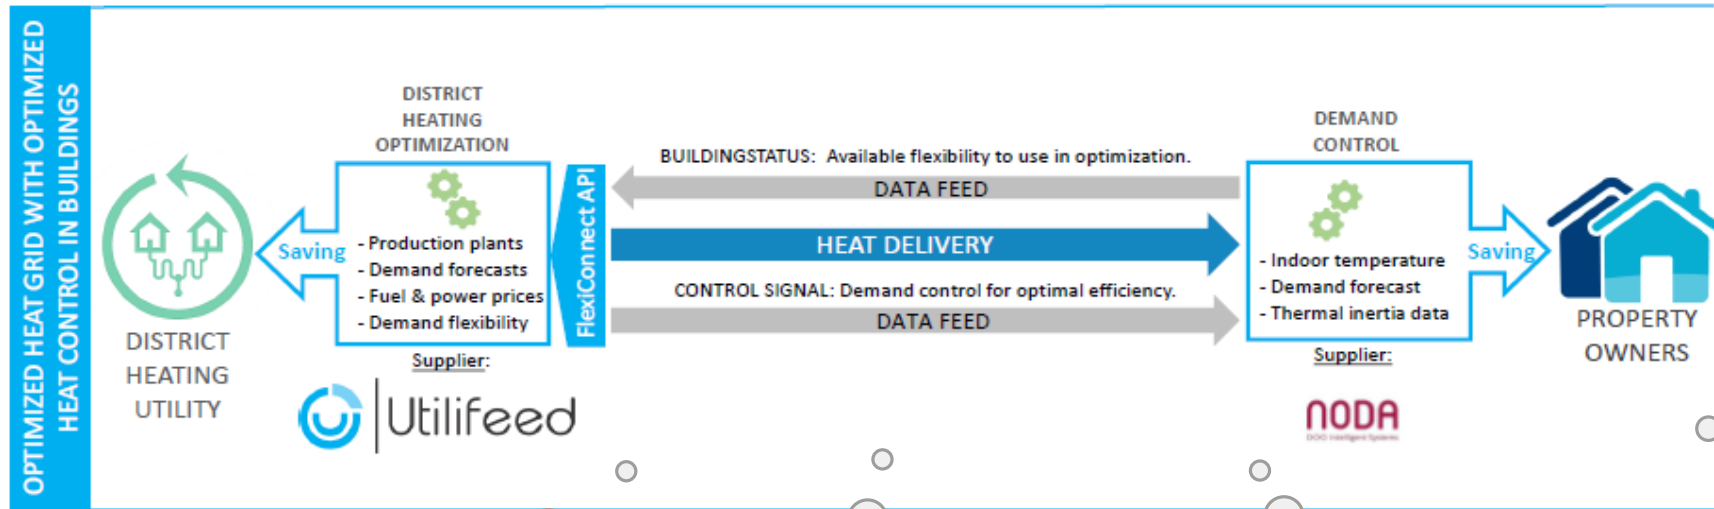 OPTIMIZED HEAT GRID WITH OPTIMIZED
HEAT CONTROL IN BUILDINGS
DISTRICT
HEATING
UTILITY
Saving
DISTRICT
HEATING
OPTIMIZATION
- Production plants
- Demand forecasts
- Fuel & power prices
- Demand flexibility
Supplier:
Utilifeed
FlexiConnect API
BUILDINGSTATUS: Available flexibility to use in optimization.
DATA FEED
HEAT DELIVERY
CONTROL SIGNAL: Demand control for optimal efficiency.
DATA FEED
DEMAND
CONTROL
- Indoor temperature
- Demand forecast
- Thermal inertia data
Supplier:
NODA
Intelligent Systems
Saving
PROPERTY
OWNERS